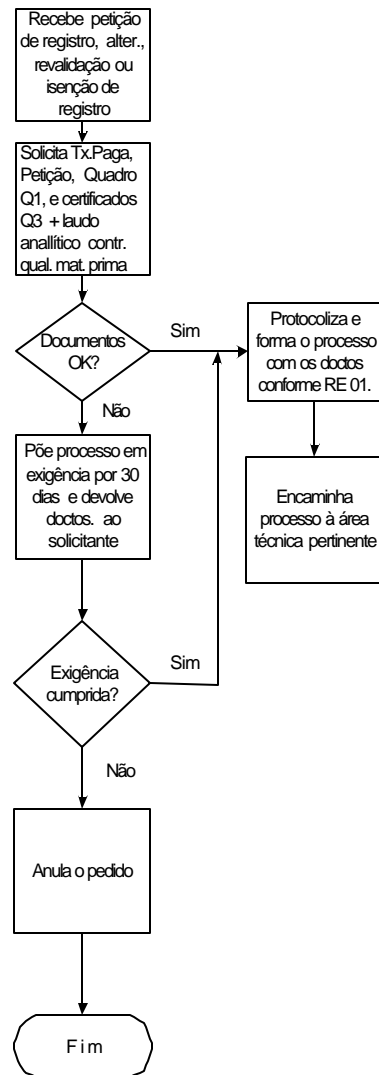 Recebe petição
de registro, alter.,
revalidação ou
isenção de
registro
Solicita Tx.Paga,
Petição, Quadro
Q1, e certificados
Q3 + laudo
anallítico contr.
qual. mat. prima
Documentos
OK?
Sim
Protocoliza e
forma o processo
com os doctos
conforme RE 01.
Não
Põe processo em
exigência por 30
dias e devolve
doctos. ao
solicitante
Encaminha
processo à área
técnica pertinente
Exigência
cumprida?
Sim
Não
Anula o pedido
Fim